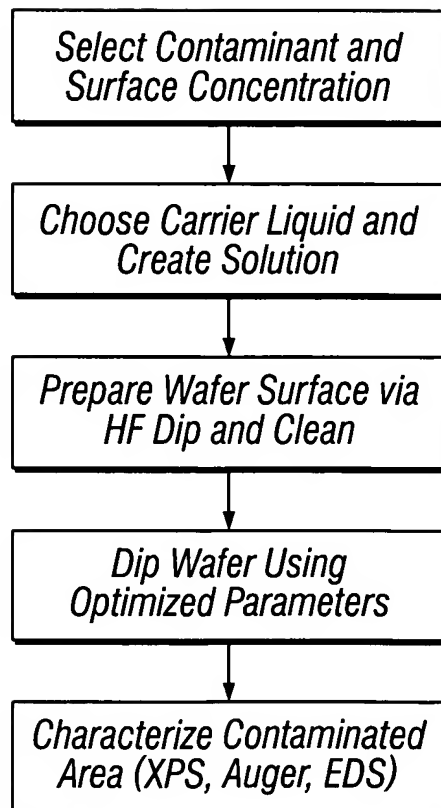 Select Contaminant and
Surface Concentration
Choose Carrier Liquid and
Create Solution
Prepare Wafer Surface via
HF Dip and Clean
Dip Wafer Using
Optimized Parameters
Characterize Contaminated
Area (XPS, Auger, EDS)